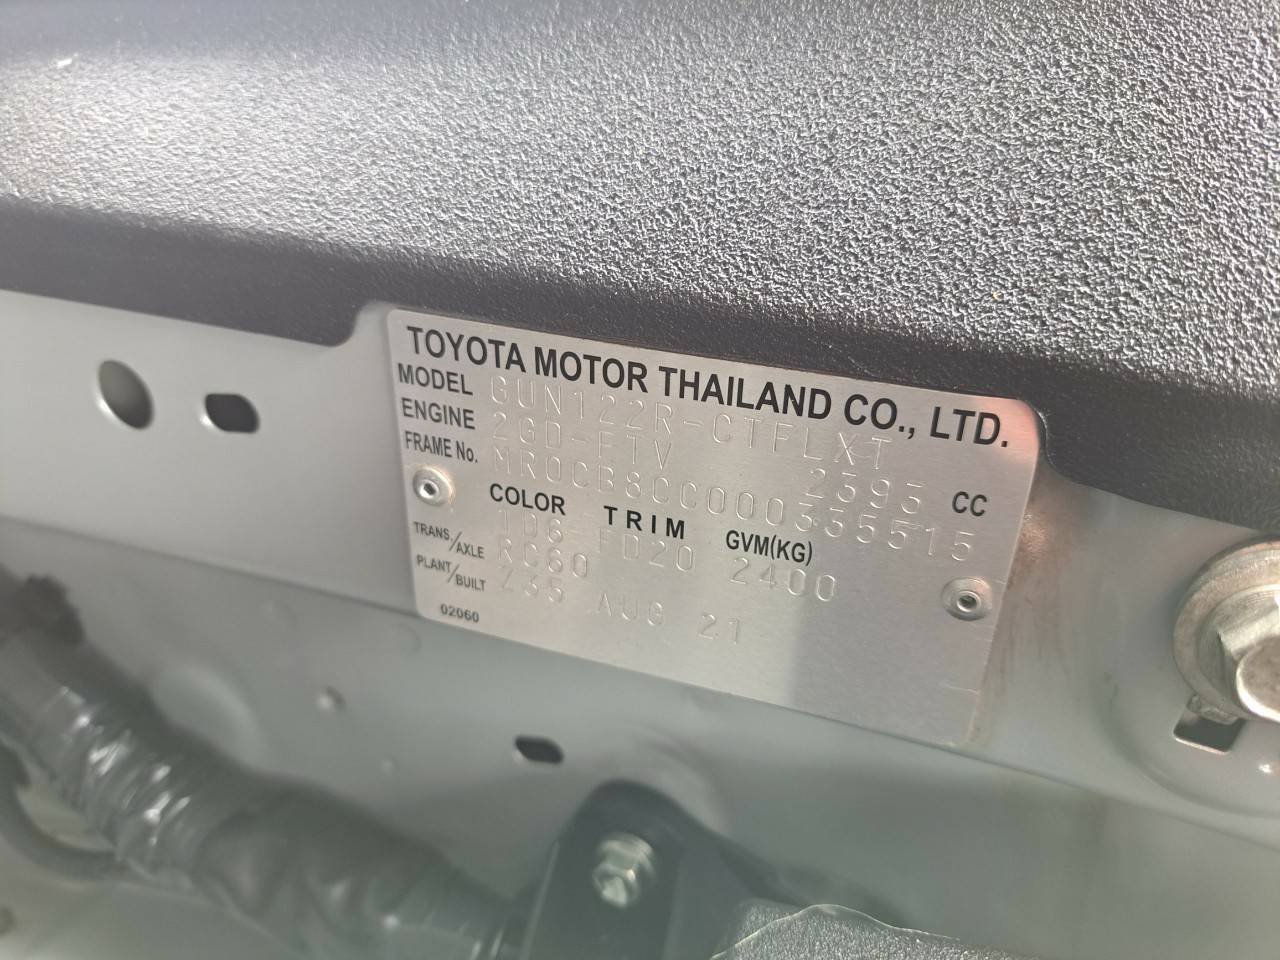 TOYOTA MOTOR THAILAND CO., LTD.
MODEL GUN122R-CTFLXT
ENGINE 2GD-FTV 2393 CC
FRAME No. MR0CB8CC000335515
COLOR TRIM GVM(KG)
1D6 FD20 2400
TRANS./AXLE RC60
PLANT/BUILT Z35 AUG 21
02060